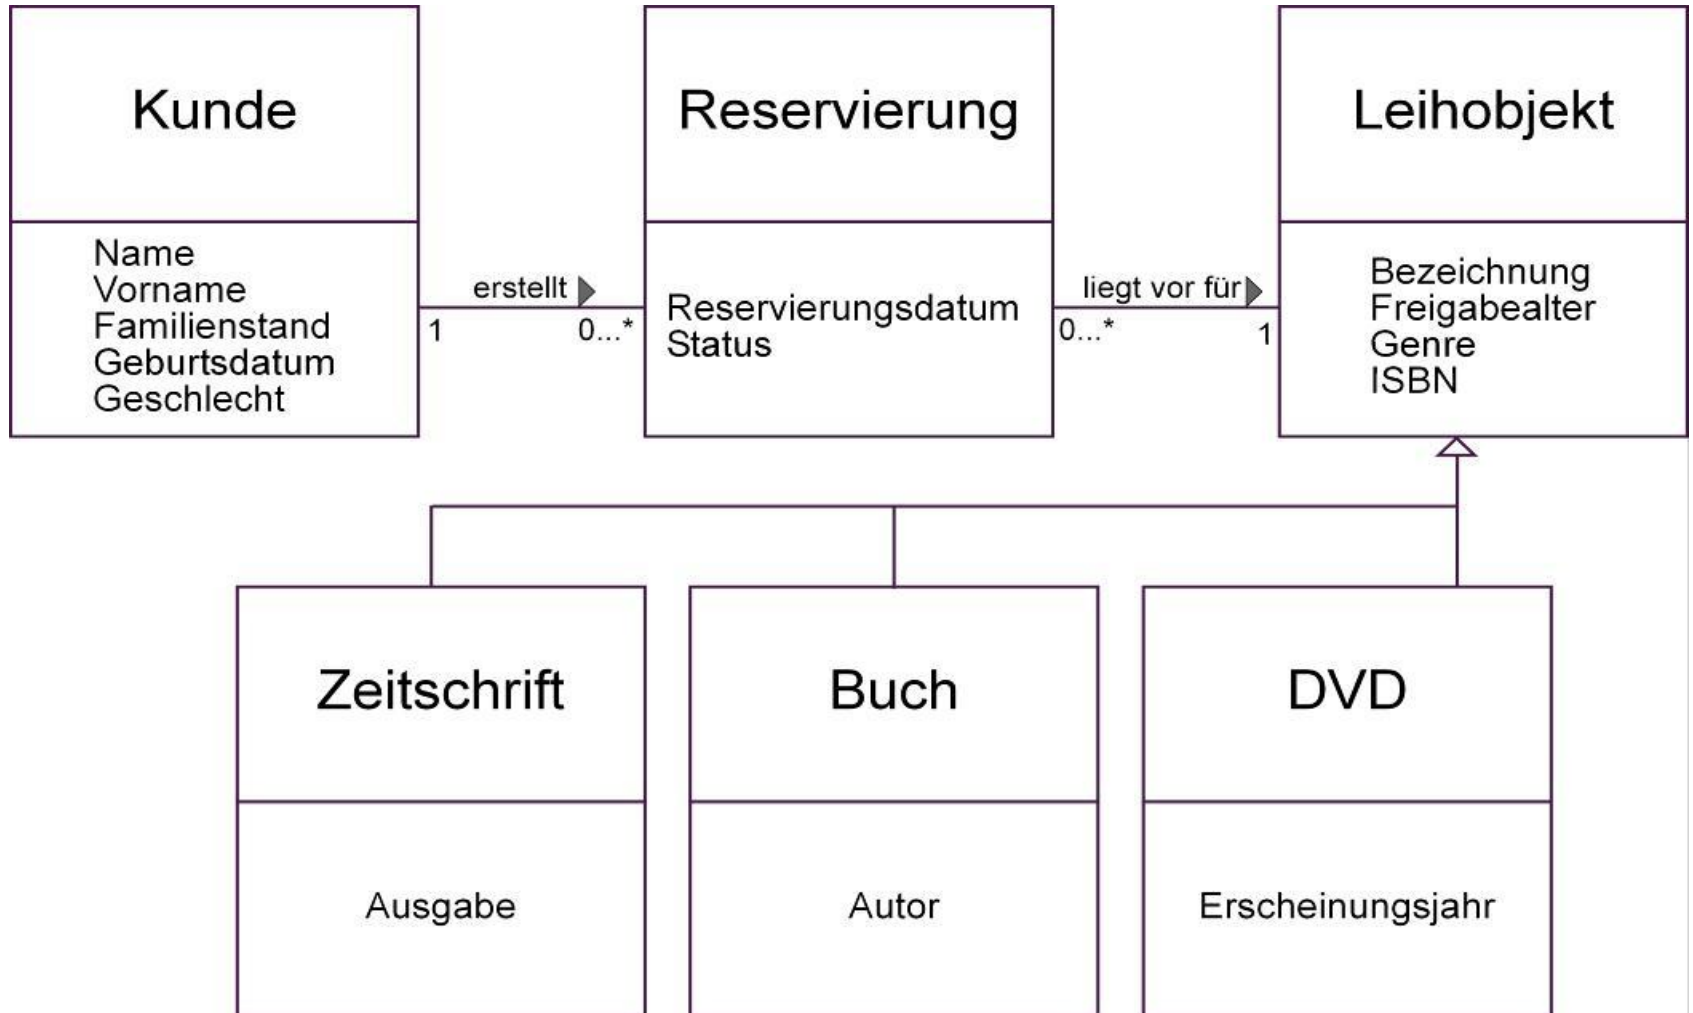 Kunde
Name
Vorname
Familienstand
Geburtsdatum
Geschlecht
erstellt
1
0...*
Reservierung
Reservierungsdatum
Status
liegt vor für
0...*
1
Leihobjekt
Bezeichnung
Freigabealter
Genre
ISBN
Zeitschrift
Ausgabe
Buch
Autor
DVD
Erscheinungsjahr